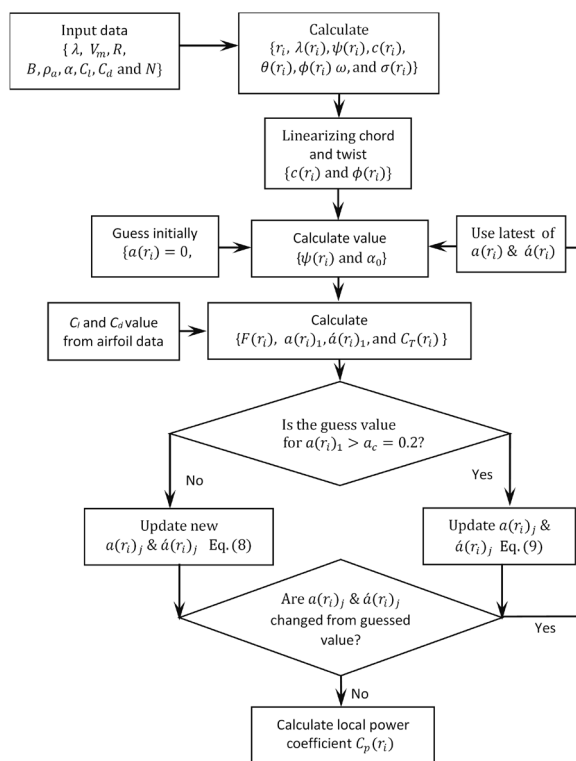 Input data
{ λ, V_m, R,
B, ρ_a, α, C_l, C_d and N}
Calculate
{r_i, λ(r_i), ψ(r_i), c(r_i),
θ(r_i), ϕ(r_i) ω, and σ(r_i)}
Linearizing chord
and twist
{c(r_i) and ϕ(r_i)}
Guess initially
{a(r_i) = 0,
Calculate value
{ψ(r_i) and α_0}
Use latest of
a(r_i) & á(r_i)
C_l and C_d value
from airfoil data
Calculate
{F(r_i), a(r_i)_1, á(r_i)_1, and C_T(r_i) }
Is the guess value
for a(r_i)_1 > a_c = 0.2?
No
Yes
Update new
a(r_i)_j & á(r_i)_j Eq. (8)
Update a(r_i)_j &
á(r_i)_j Eq. (9)
Are a(r_i)_j & á(r_i)_j
changed from guessed
value?
Yes
No
Calculate local power
coefficient C_p(r_i)